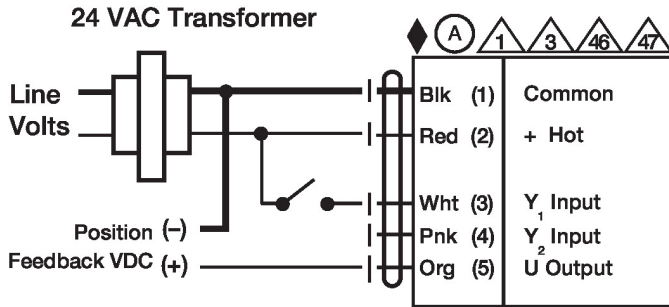 24 VAC Transformer
A 1 3 46 47
Line
Volts
Blk (1) Common
Red (2) + Hot
Wht (3) Y1 Input
Pnk (4) Y2 Input
Org (5) U Output
Position (–)
Feedback VDC (+)